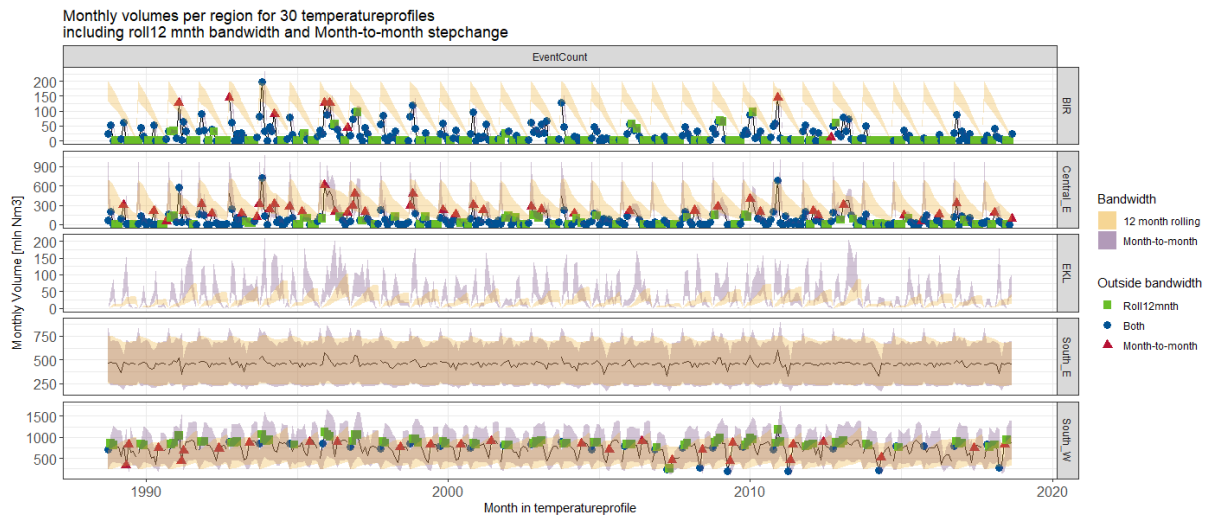 Monthly volumes per region for 30 temperatureprofiles
including roll12 mnth bandwidth and Month-to-month stepchange
EventCount
200
150
100
50
0
BIR
900
600
300
0
Central_E
200
150
100
50
0
EKL
750
500
250
South_E
1500
1000
500
South_W
Monthly Volume [mln Nm3]
1990
2000
2010
2020
Month in temperatureprofile
Bandwidth
12 month rolling
Month-to-month
Outside bandwidth
Roll12mnth
Both
Month-to-month